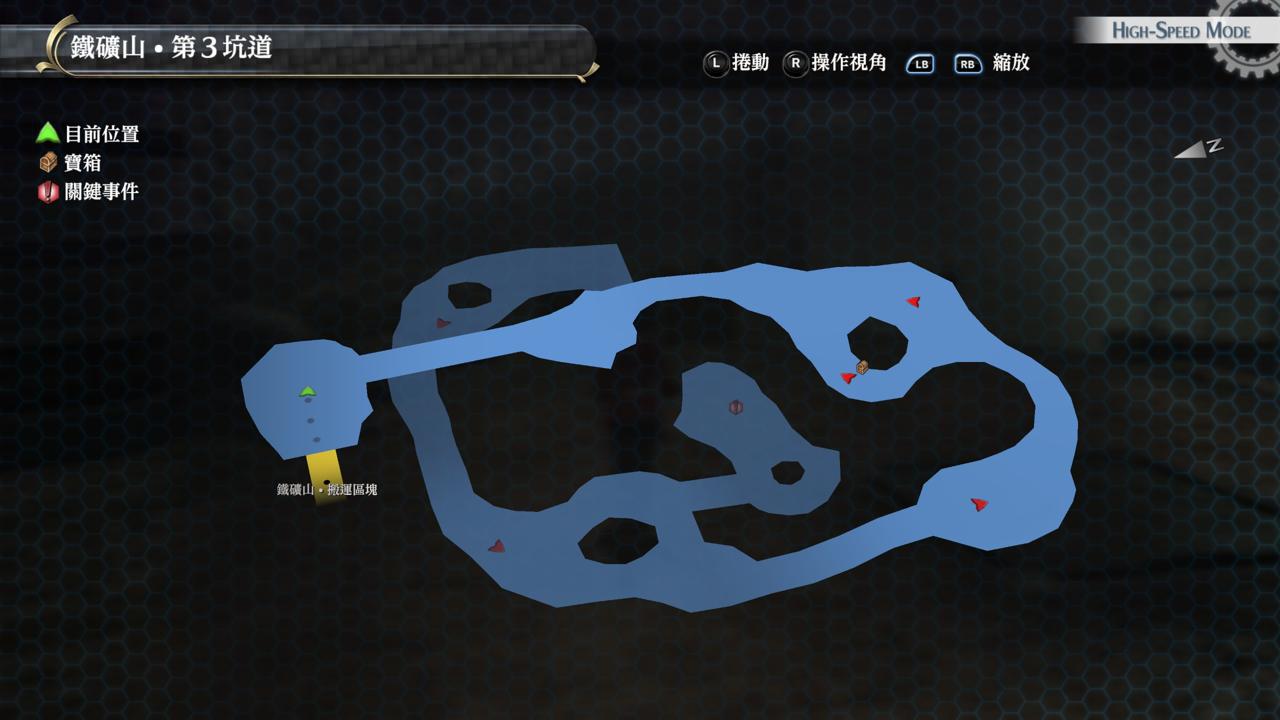 鐵礦山・第３坑道
HIGH-SPEED MODE
L 捲動 R 操作視角 LB RB 縮放
目前位置
寶箱
關鍵事件
N
鐵礦山・搬運區塊